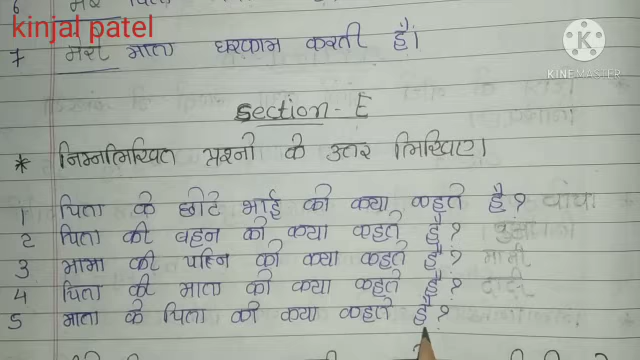 kinjal patel
7 मेरी माता घरकाम करती हैं।
K
KINEMASTER
Section - E
* निम्नलिखित प्रश्नो के उत्तर लिखिए।
1 पिता के छोटे भाई को क्या कहते है? चाचा
2 पिता की बहन को क्या कहते है? बुआ
3 मामा की पत्नि को क्या कहते है? मामी
4 पिता की माता को क्या कहते है? दादी
5 माता के पिता को क्या कहते है?